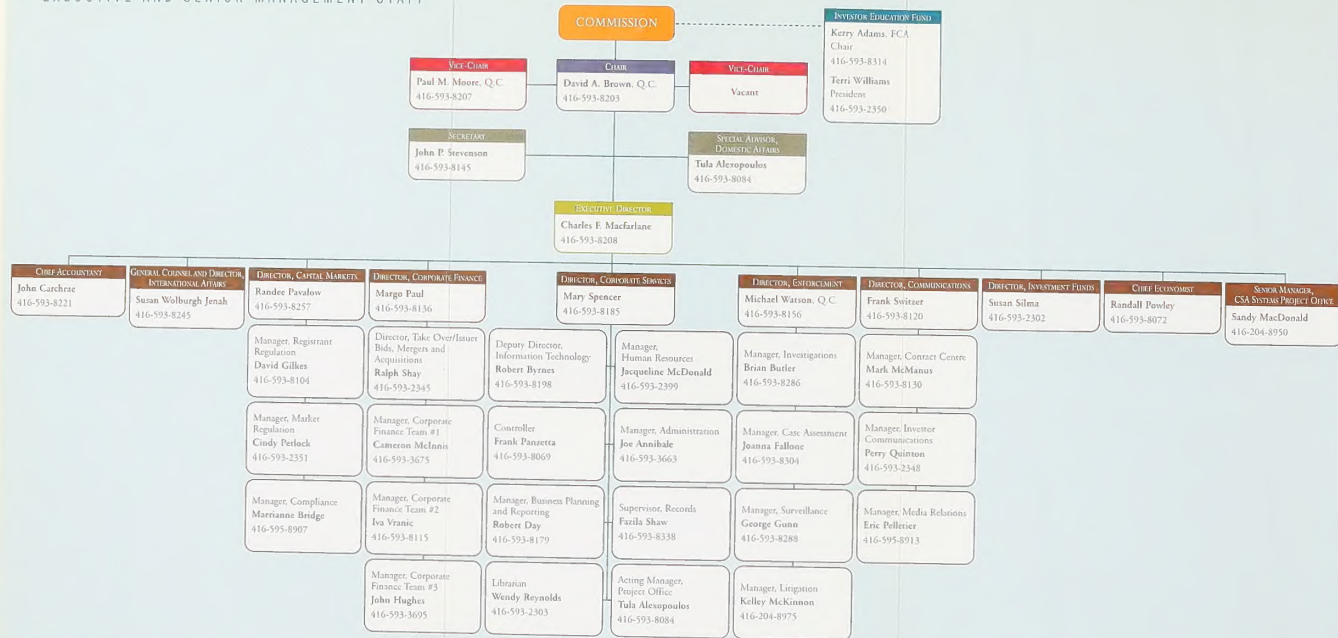 EXECUTIVE AND SENIOR MANAGEMENT STAFF
COMMISSION
INVESTOR EDUCATION FUND
Kerry Adams, FCA
Chair
416-593-8314
Terri Williams
President
416-593-2350
VICE-CHAIR
Paul M. Moore, Q.C.
416-593-8207
CHAIR
David A. Brown, Q.C.
416-593-8203
VICE-CHAIR
Vacant
SECRETARY
John P. Stevenson
416-593-8145
SPECIAL ADVISOR,
DOMESTIC AFFAIRS
Tula Alexopoulos
416-593-8084
EXECUTIVE DIRECTOR
Charles F. Macfarlane
416-593-8208
CHIEF ACCOUNTANT
John Carchrae
416-593-8221
GENERAL COUNSEL AND DIRECTOR,
INTERNATIONAL AFFAIRS
Susan Wolburgh Jenah
416-593-8245
DIRECTOR, CAPITAL MARKETS
Randee Pavalow
416-593-8257
Manager, Registrant
Regulation
David Gilkes
416-593-8104
Manager, Market
Regulation
Cindy Petlock
416-593-2351
Manager, Compliance
Marrianne Bridge
416-595-8907
DIRECTOR, CORPORATE FINANCE
Margo Paul
416-593-8136
Director, Take Over/Issuer
Bids, Mergers and
Acquisitions
Ralph Shay
416-593-2345
Manager, Corporate
Finance Team #1
Cameron McInnis
416-593-3675
Manager, Corporate
Finance Team #2
Iva Vranic
416-593-8115
Manager, Corporate
Finance Team #3
John Hughes
416-593-3695
DIRECTOR, CORPORATE SERVICES
Mary Spencer
416-593-8185
Deputy Director,
Information Technology
Robert Byrnes
416-593-8198
Controller
Frank Panzetta
416-593-8069
Manager, Business Planning
and Reporting
Robert Day
416-593-8179
Librarian
Wendy Reynolds
416-593-2303
Manager,
Human Resources
Jacqueline McDonald
416-593-2399
Manager, Administration
Joe Annibale
416-593-3663
Supervisor, Records
Fazila Shaw
416-593-8338
Acting Manager,
Project Office
Tula Alexopoulos
416-593-8084
DIRECTOR, ENFORCEMENT
Michael Watson, Q.C.
416-593-8156
Manager, Investigations
Brian Butler
416-593-8286
Manager, Case Assessment
Joanna Fallone
416-593-8304
Manager, Surveillance
George Gunn
416-593-8288
Manager, Litigation
Kelley McKinnon
416-204-8975
DIRECTOR, COMMUNICATIONS
Frank Switzer
416-593-8120
Manager, Contact Centre
Mark McManus
416-593-8130
Manager, Investor
Communications
Perry Quinton
416-593-2348
Manager, Media Relations
Eric Pelletier
416-595-8913
DIRECTOR, INVESTMENT FUNDS
Susan Silma
416-593-2302
CHIEF ECONOMIST
Randall Powley
416-593-8072
SENIOR MANAGER,
CSA SYSTEMS PROJECT OFFICE
Sandy MacDonald
416-204-8950